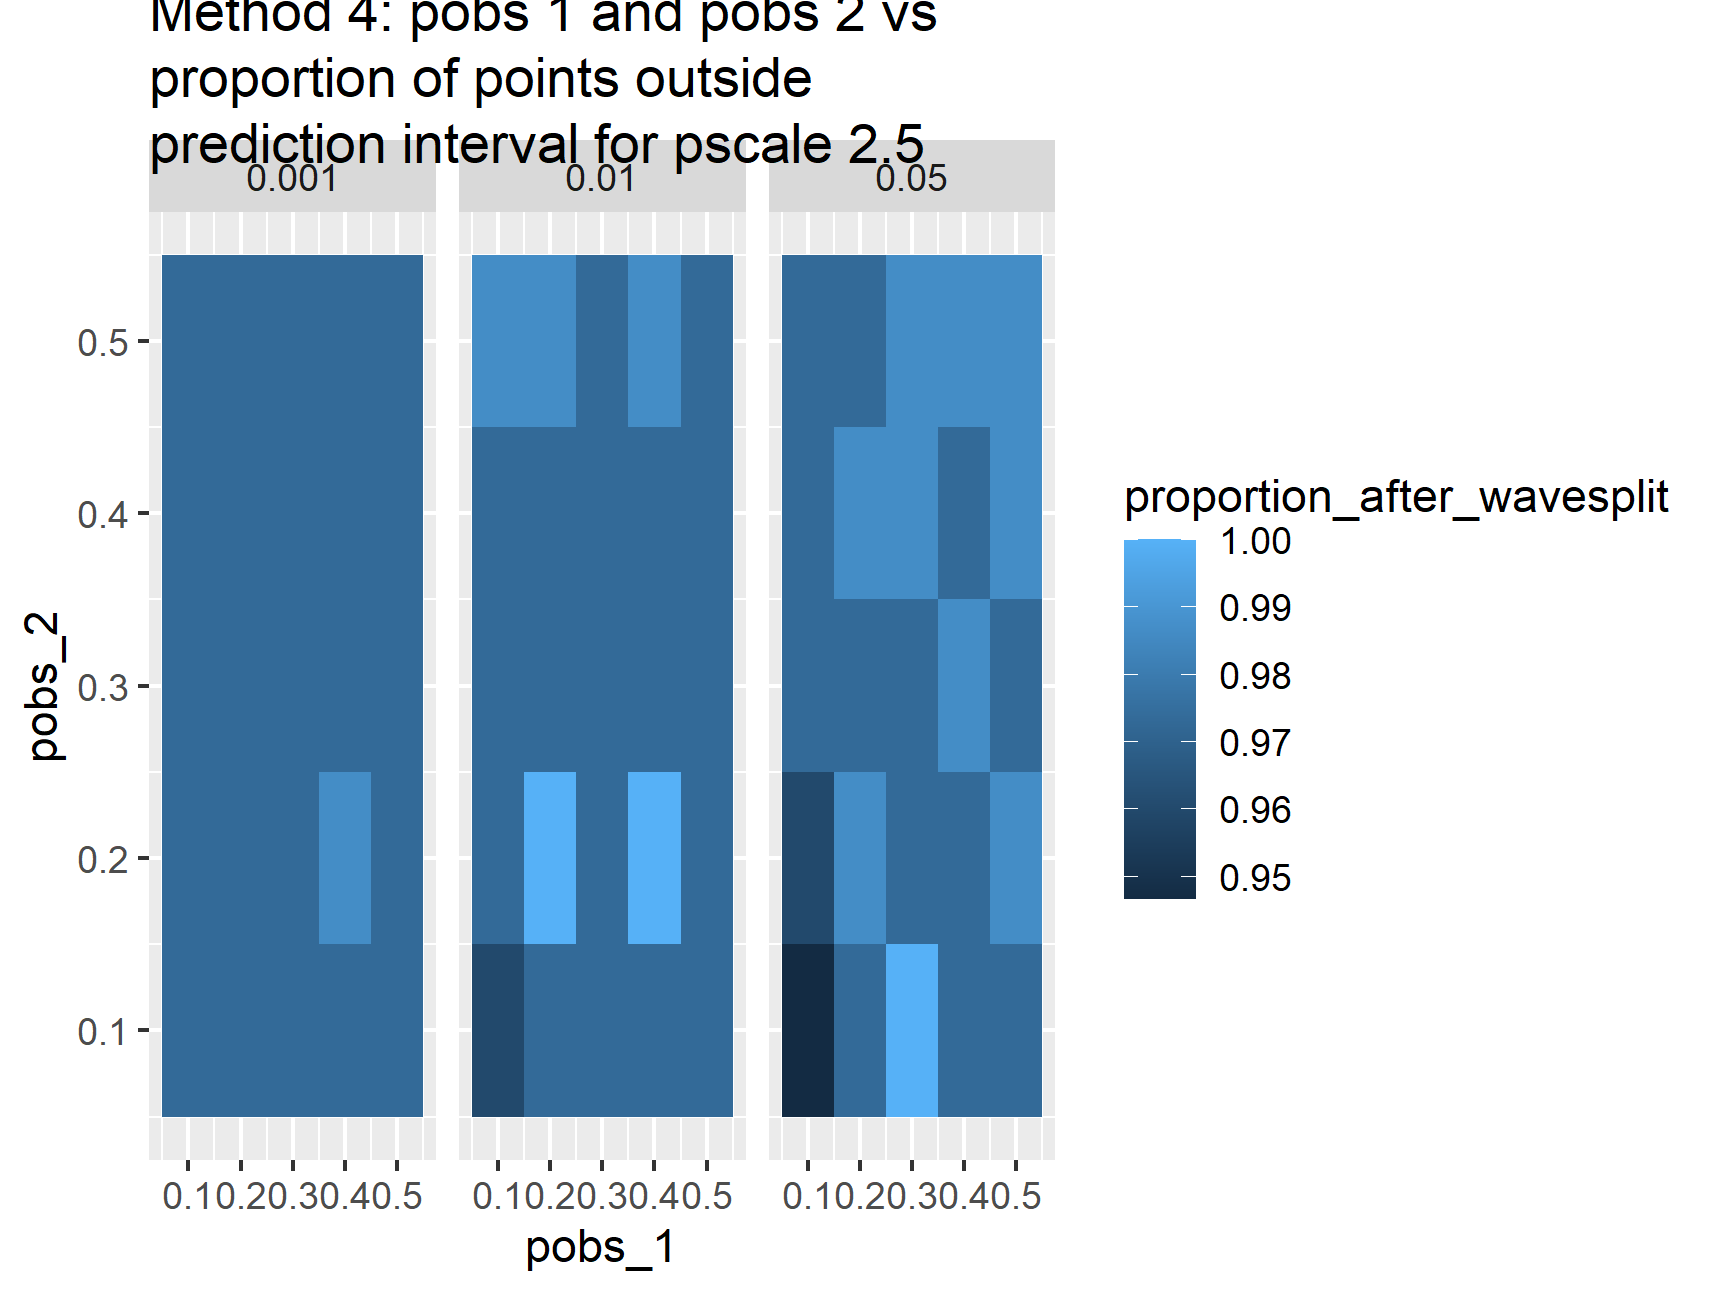 Method 4: pobs 1 and pobs 2 vs
proportion of points outside
prediction interval for pscale 2.5
0.001 0.01 0.05
pobs_2
0.5
0.4
0.3
0.2
0.1
proportion_after_wavesplit
1.00
0.99
0.98
0.97
0.96
0.95
0.10.20.30.40.5 0.10.20.30.40.5 0.10.20.30.40.5
pobs_1